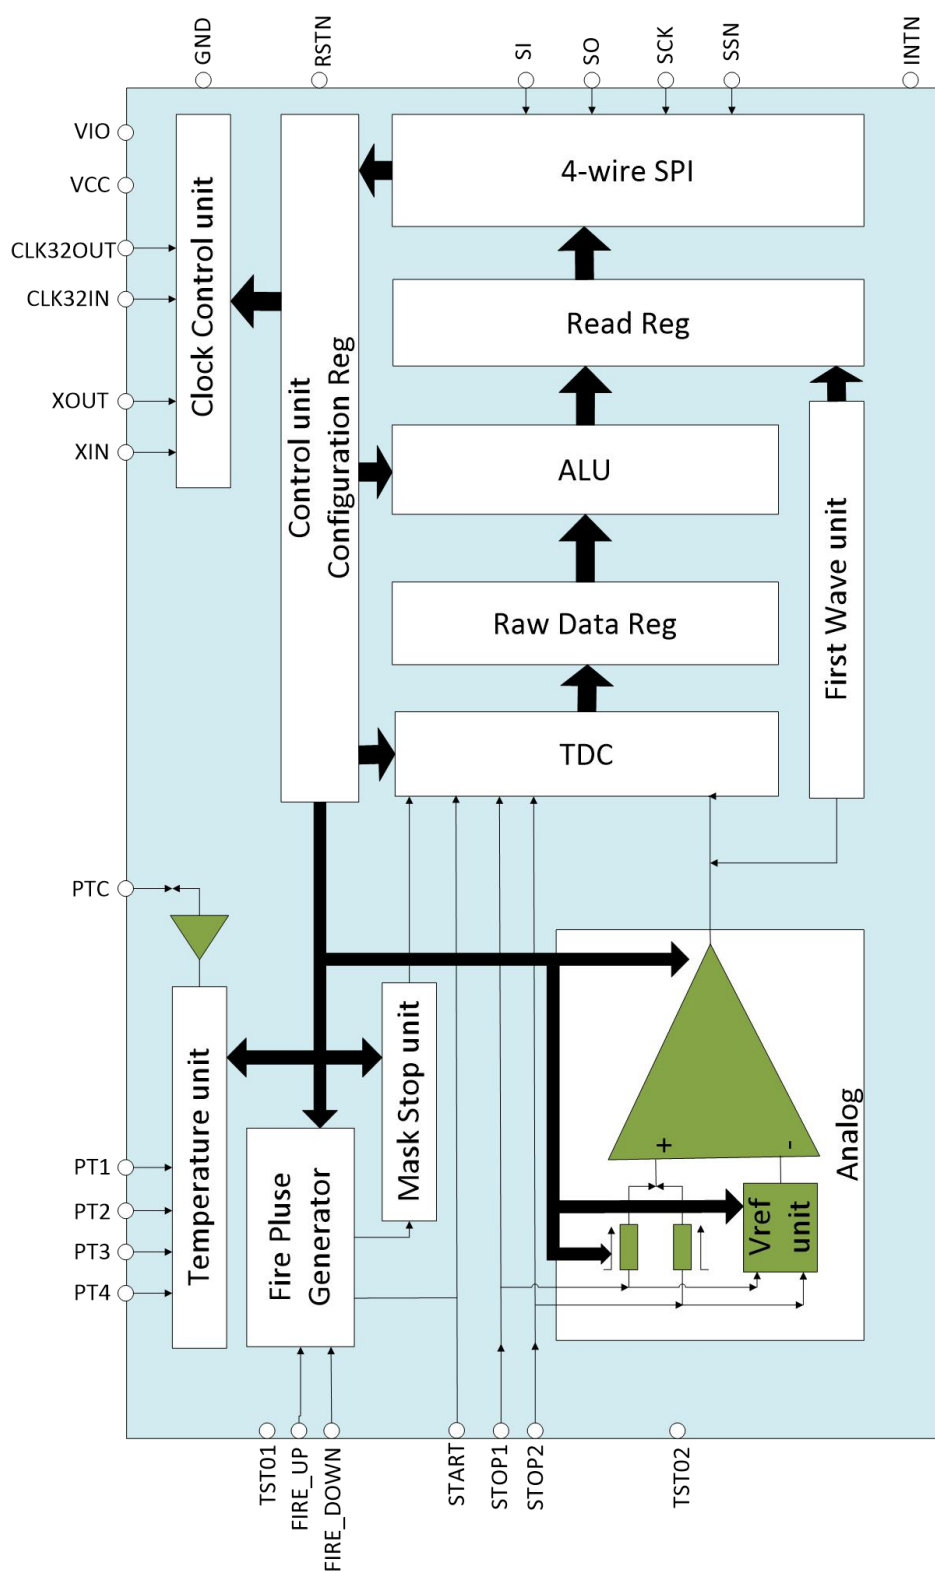 GND
RSTN
SI
SO
SCK
SSN
INTN
VIO
VCC
CLK32OUT
CLK32IN
XOUT
XIN
Clock Control unit
Control unit
Configuration Reg
4-wire SPI
Read Reg
ALU
Raw Data Reg
TDC
First Wave unit
PTC
PT1
PT2
PT3
PT4
Temperature unit
Fire Pluse
Generator
Mask Stop unit
+
-
Vref
unit
Analog
TST01
FIRE_UP
FIRE_DOWN
START
STOP1
STOP2
TST02